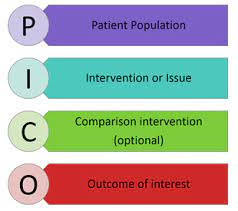 P Patient Population
I Intervention or Issue
C Comparison intervention
(optional)
O Outcome of interest